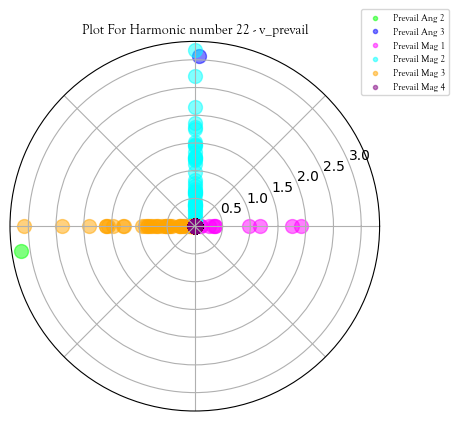 Plot For Harmonic number 22 - v_prevail
Prevail Ang 2
Prevail Ang 3
Prevail Mag 1
Prevail Mag 2
Prevail Mag 3
Prevail Mag 4
3.0
2.5
2.0
1.5
1.0
0.5